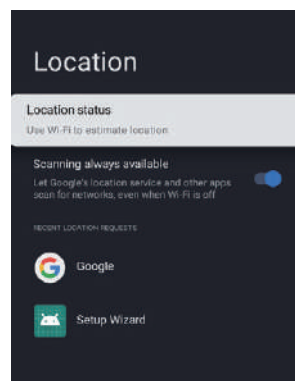 Location
Location status
Use Wi-Fi to estimate location
Scanning always available
Let Google's location service and other apps
scan for networks, even when Wi-Fi is off
RECENT LOCATION REQUESTS
Google
Setup Wizard